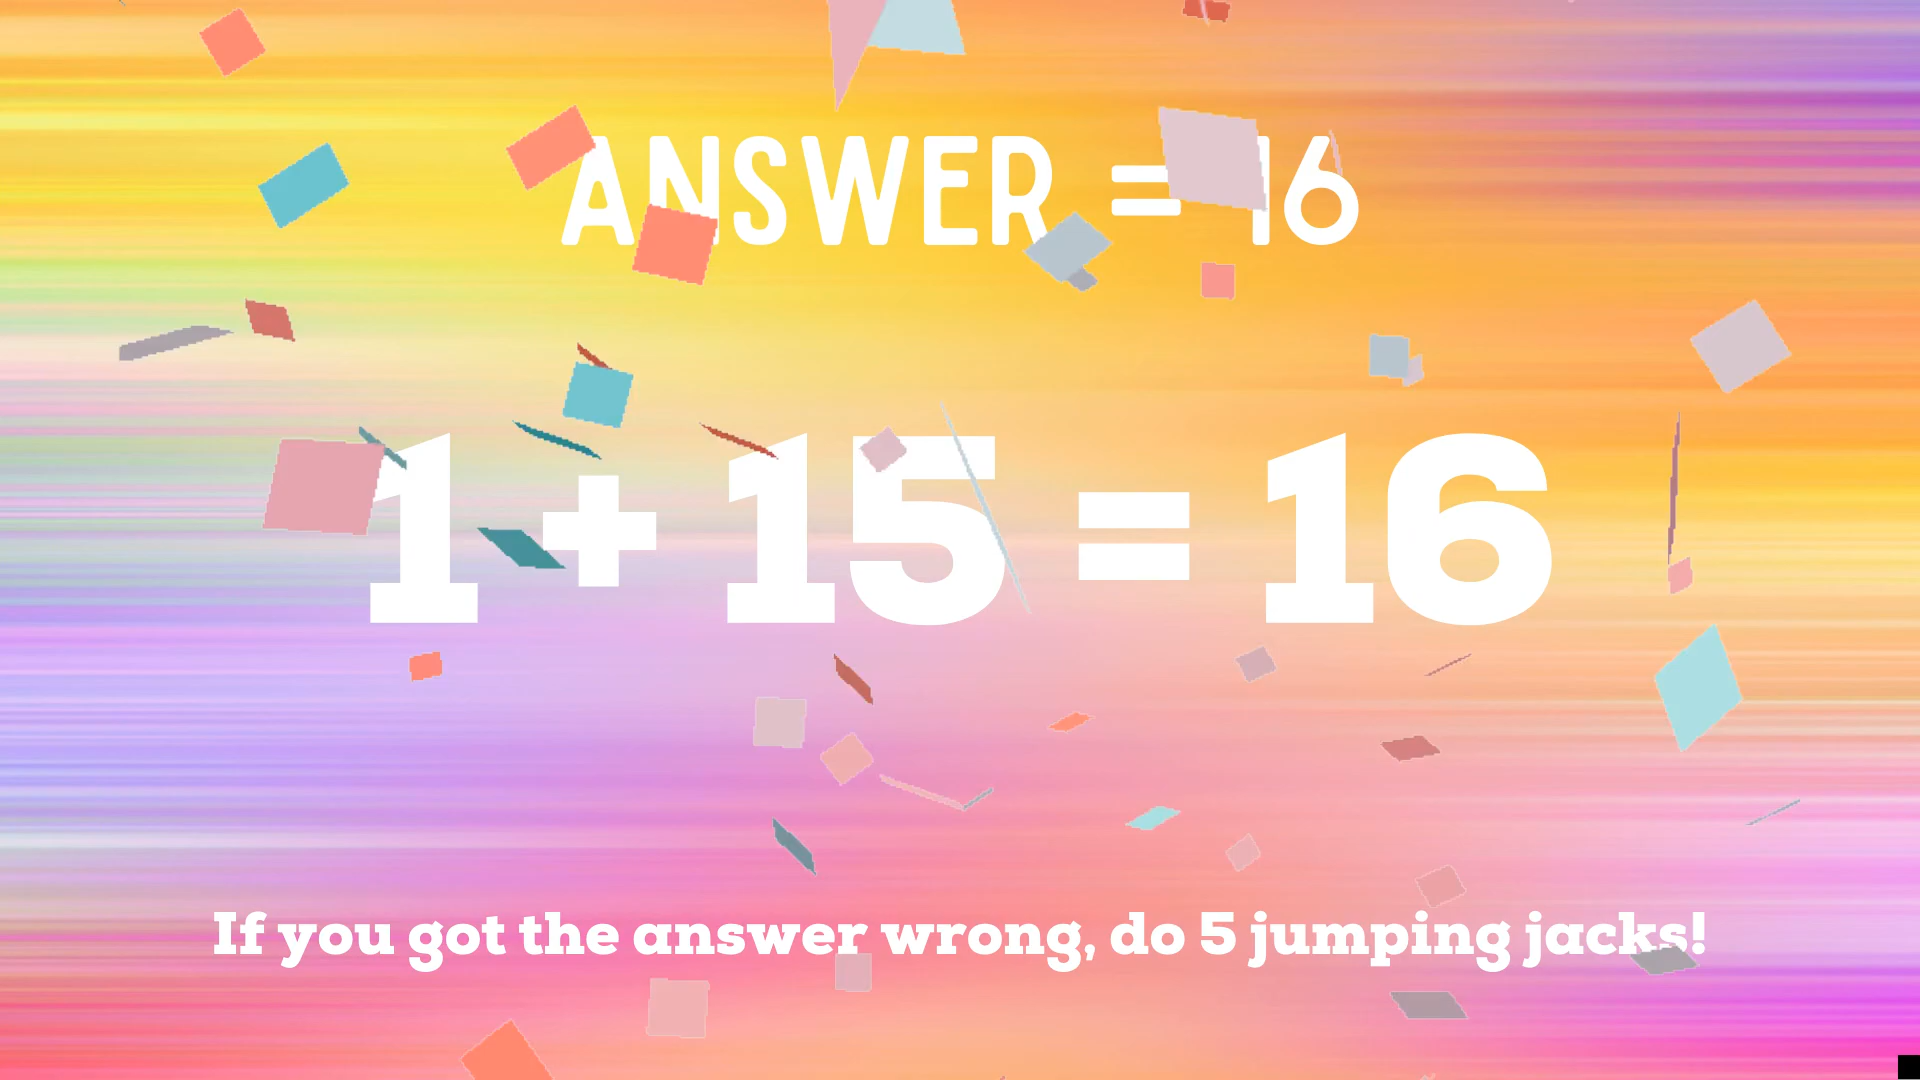 ANSWER = 16
1 + 15 = 16
If you got the answer wrong, do 5 jumping jacks!